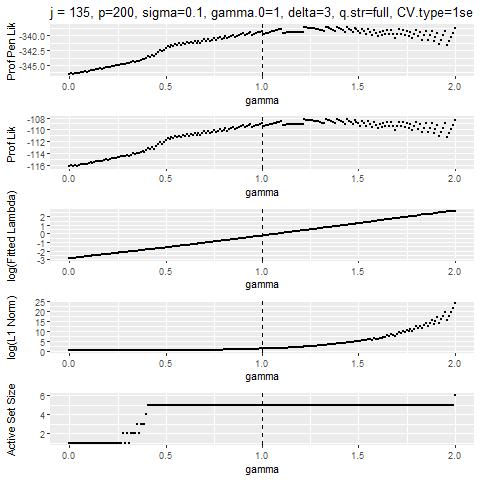 j = 135, p=200, sigma=0.1, gamma.0=1, delta=3, q.str=full, CV.type=1se
Prof Pen Lik
-340.0
-342.5
-345.0
0.0 0.5 1.0 1.5 2.0
gamma
Prof Lik
-108
-110
-112
-114
-116
0.0 0.5 1.0 1.5 2.0
gamma
log(Fitted Lambda)
2
1
0
-1
-2
-3
0.0 0.5 1.0 1.5 2.0
gamma
log(L1 Norm)
25
20
15
10
5
0
0.0 0.5 1.0 1.5 2.0
gamma
Active Set Size
6
4
2
0.0 0.5 1.0 1.5 2.0
gamma